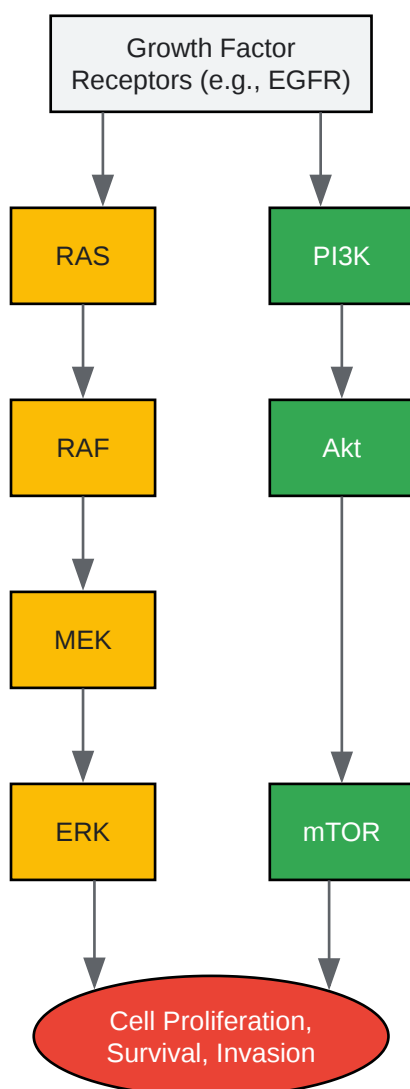 Growth Factor
Receptors (e.g., EGFR)
RAS
PI3K
RAF
Akt
MEK
ERK
mTOR
Cell Proliferation,
Survival, Invasion